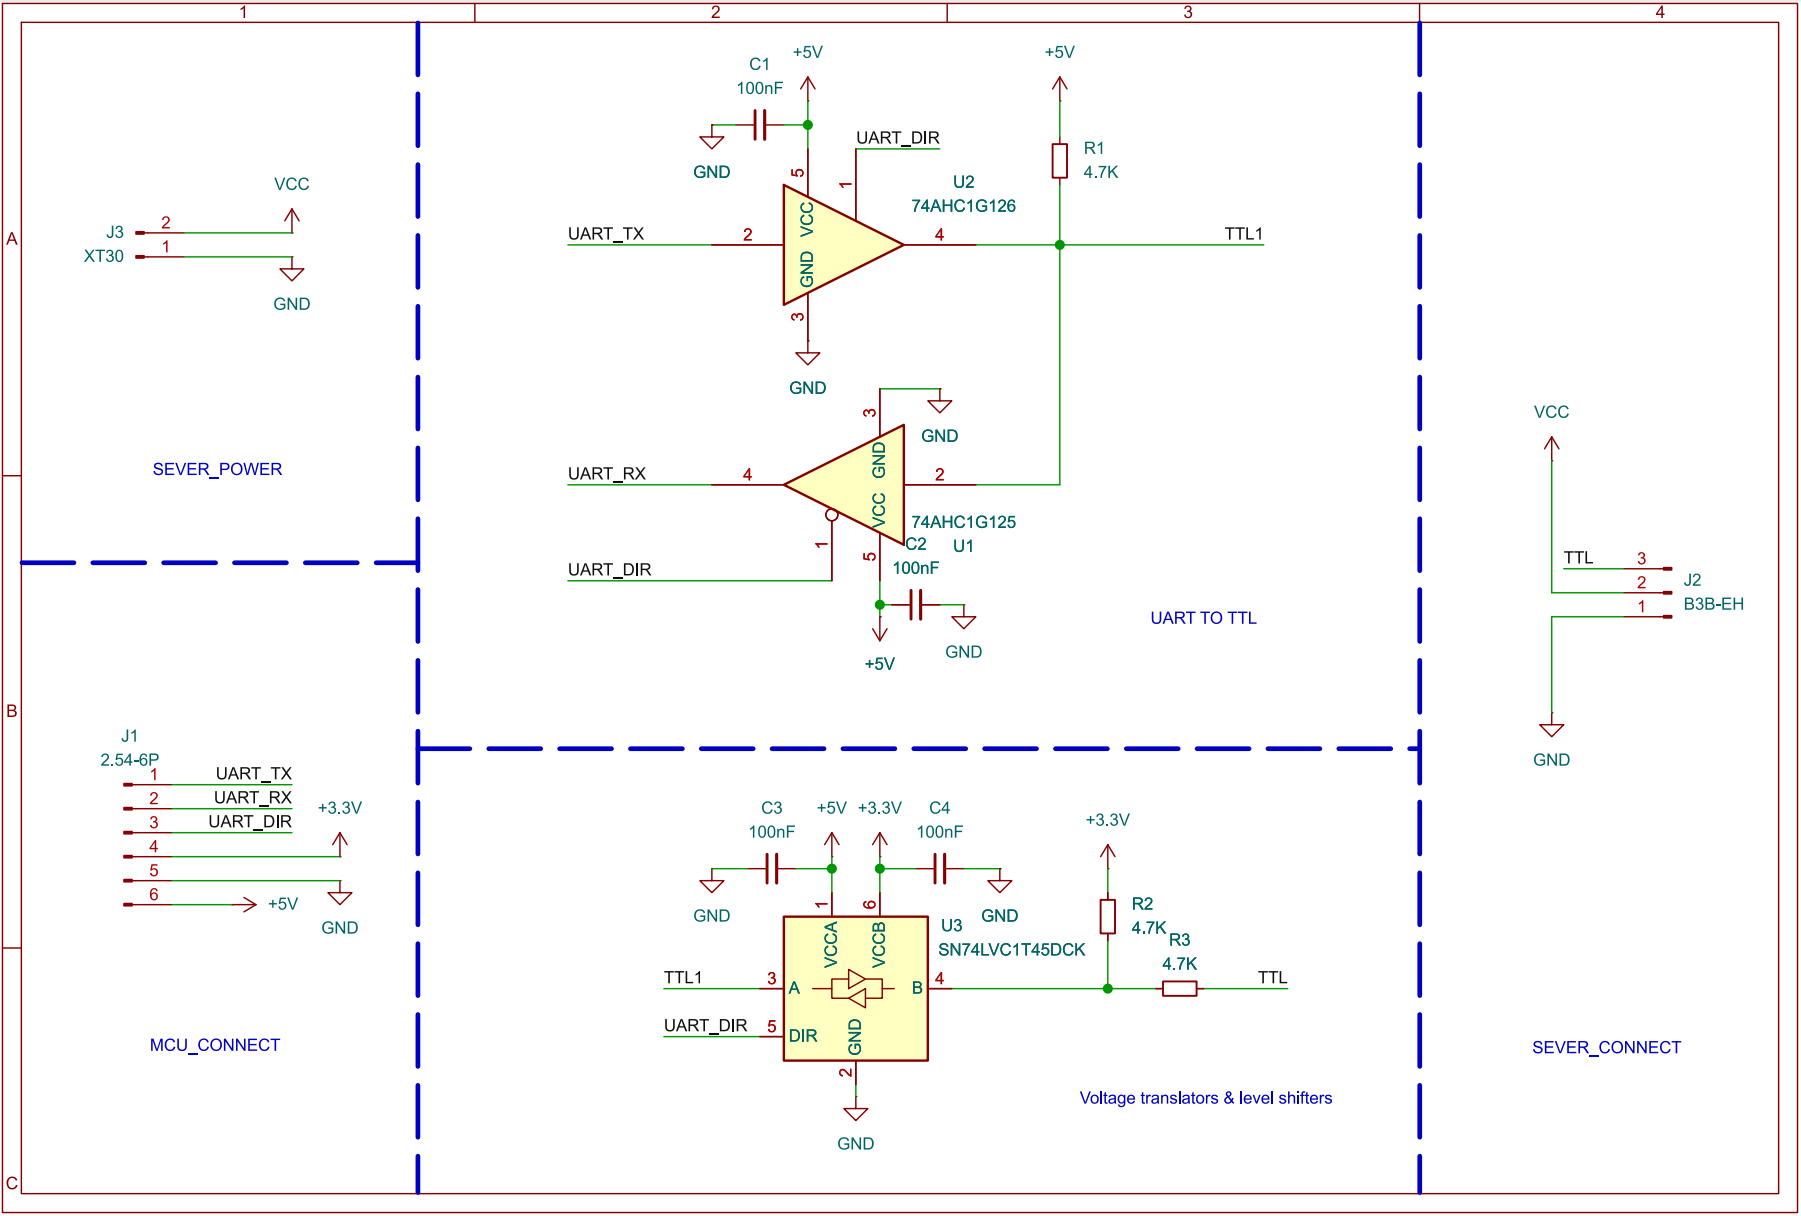 1
2
3
4
A
B
C
VCC
J3
XT30
2
1
GND
SEVER_POWER
J1
2.54-6P
1
UART_TX
2
UART_RX
3
UART_DIR
+3.3V
4
5
6
+5V
GND
MCU_CONNECT
+5V
C1
100nF
GND
UART_DIR
5
1
U2
74AHC1G126
UART_TX
2
VCC
GND
4
3
GND
+5V
R1
4.7K
TTL1
3
GND
UART_RX
4
GND
VCC
2
74AHC1G125
U1
1
5
C2
100nF
UART_DIR
+5V
GND
UART TO TTL
C3
100nF
+5V
+3.3V
C4
100nF
GND
GND
1
6
U3
SN74LVC1T45DCK
VCCA
VCCB
TTL1
3
A
B
4
UART_DIR
5
DIR
GND
2
GND
+3.3V
R2
4.7K
R3
4.7K
TTL
Voltage translators & level shifters
VCC
TTL
3
2
1
J2
B3B-EH
GND
SEVER_CONNECT